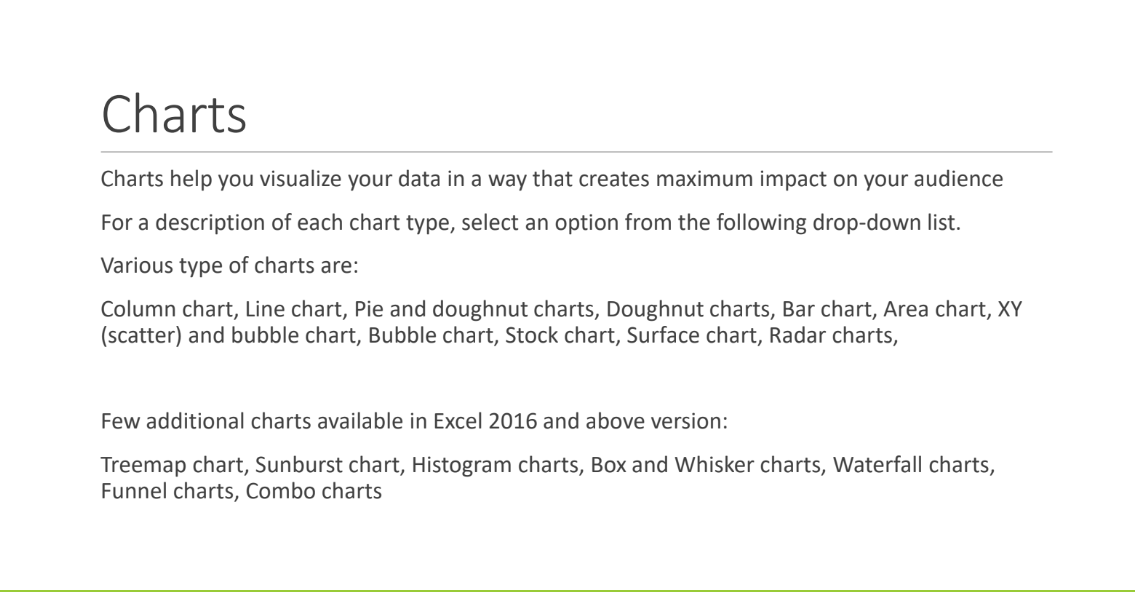 Charts
Charts help you visualize your data in a way that creates maximum impact on your audience
For a description of each chart type, select an option from the following drop-down list.
Various type of charts are:
Column chart, Line chart, Pie and doughnut charts, Doughnut charts, Bar chart, Area chart, XY
(scatter) and bubble chart, Bubble chart, Stock chart, Surface chart, Radar charts,
Few additional charts available in Excel 2016 and above version:
Treemap chart, Sunburst chart, Histogram charts, Box and Whisker charts, Waterfall charts,
Funnel charts, Combo charts